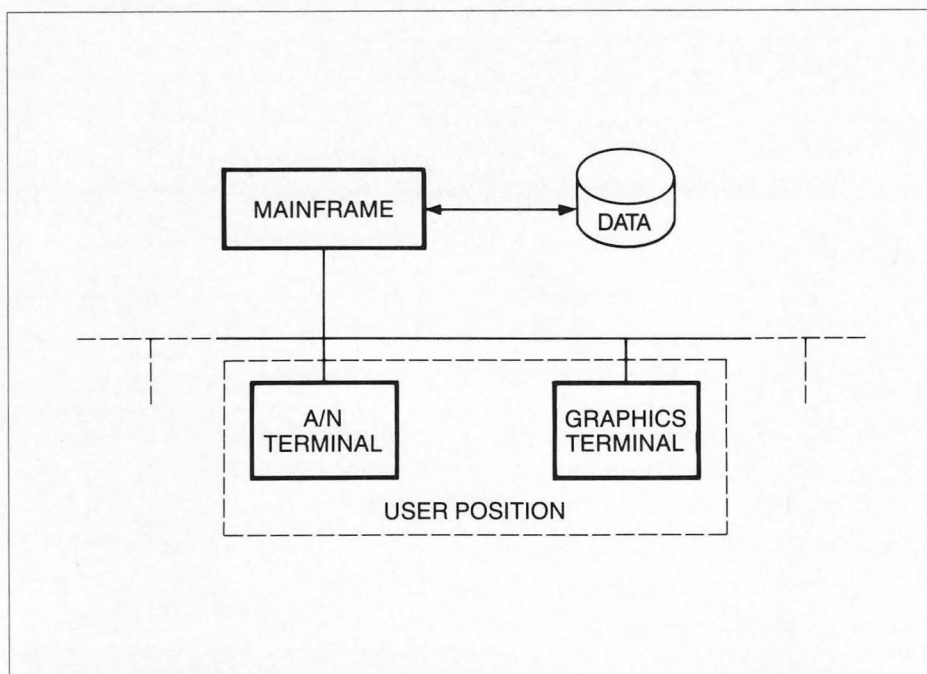 MAINFRAME
DATA
A/N
TERMINAL
GRAPHICS
TERMINAL
USER POSITION